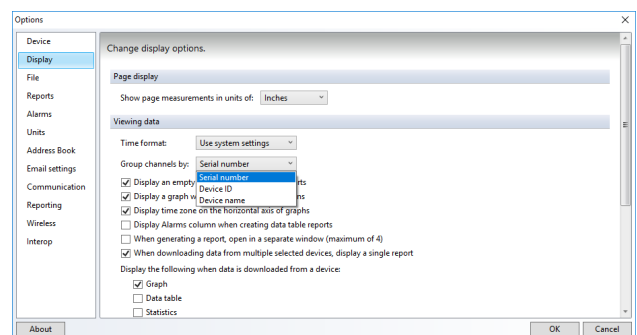 Options
Device
Display
File
Reports
Alarms
Units
Address Book
Email settings
Communication
Reporting
Wireless
Interop
Change display options.
Page display
Show page measurements in units of: Inches
Viewing data
Time format: Use system settings
Group channels by: Serial number
Serial number
Device ID
Device name
Display an empty
Display a graph
Display time zone on the horizontal axis of graphs
Display Alarms column when creating data table reports
When generating a report, open in a separate window (maximum of 4)
When downloading data from multiple selected devices, display a single report
Display the following when data is downloaded from a device:
Graph
Data table
Statistics
About
OK Cancel